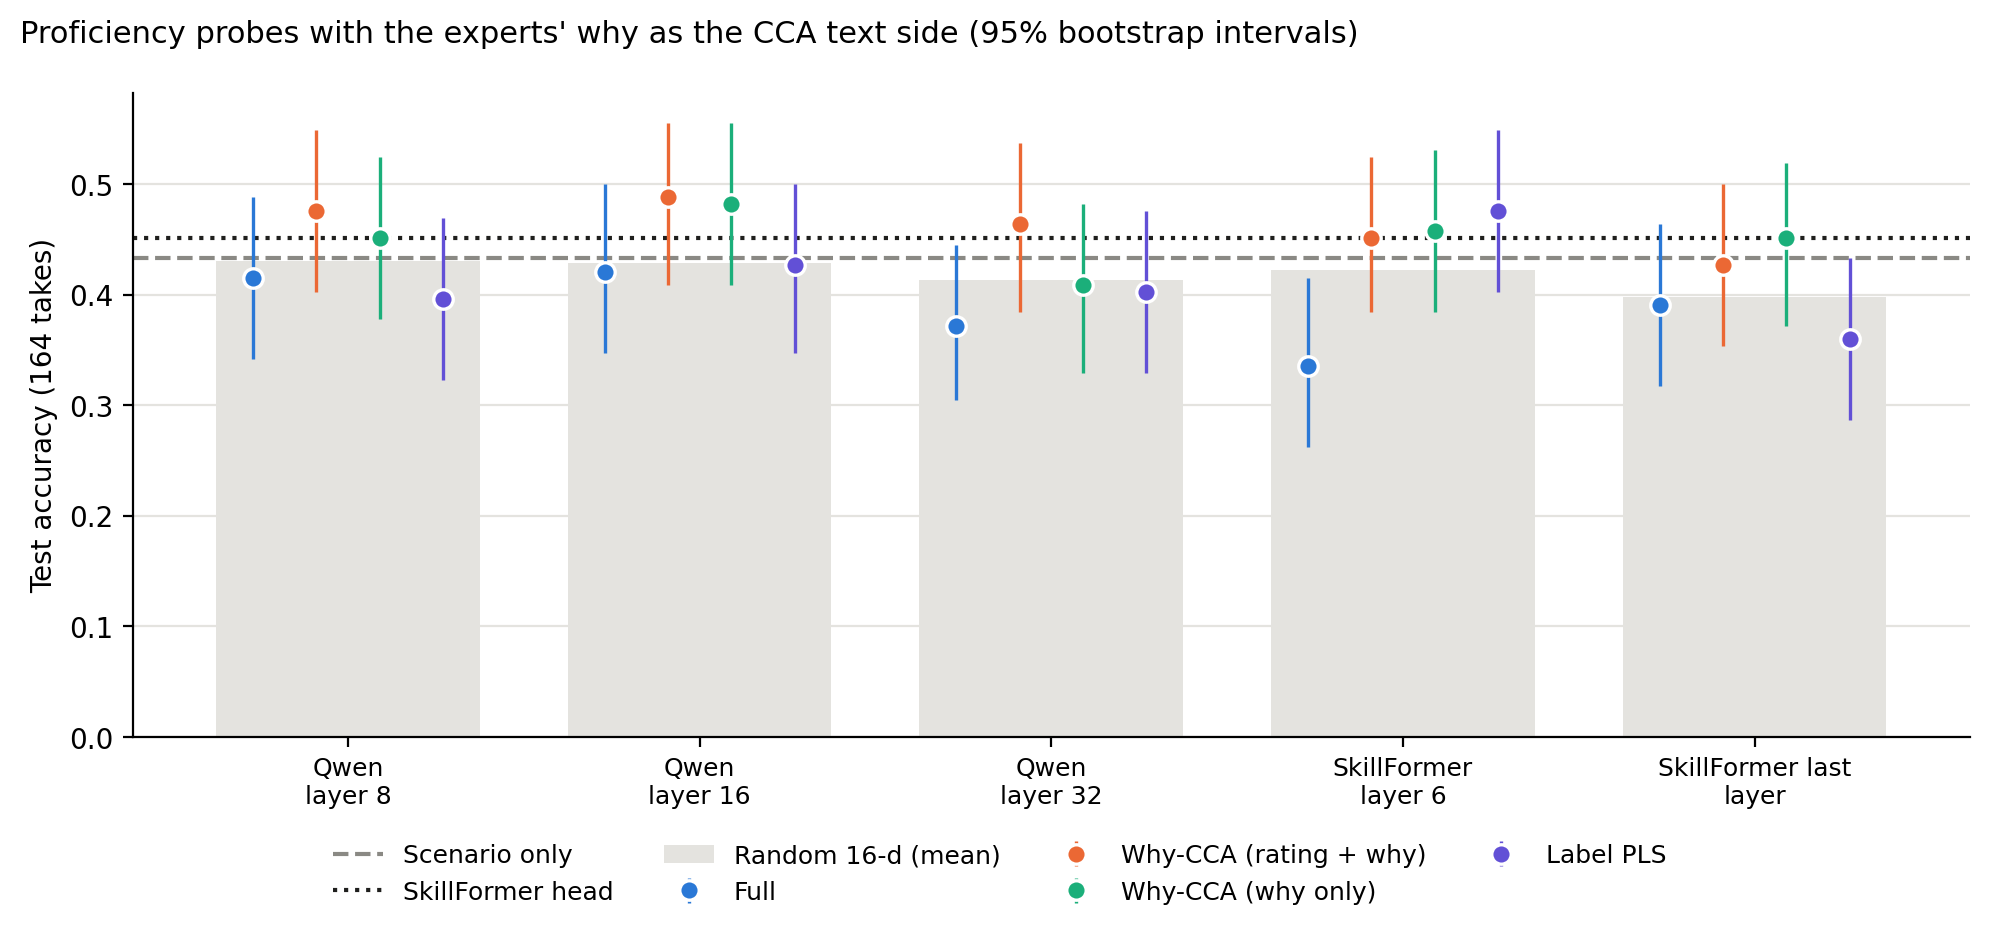 Proficiency probes with the experts' why as the CCA text side (95% bootstrap intervals)
Test accuracy (164 takes)
0.5
0.4
0.3
0.2
0.1
0.0
Qwen
layer 8
Qwen
layer 16
Qwen
layer 32
SkillFormer
layer 6
SkillFormer last
layer
Scenario only
SkillFormer head
Random 16-d (mean)
Full
Why-CCA (rating + why)
Why-CCA (why only)
Label PLS